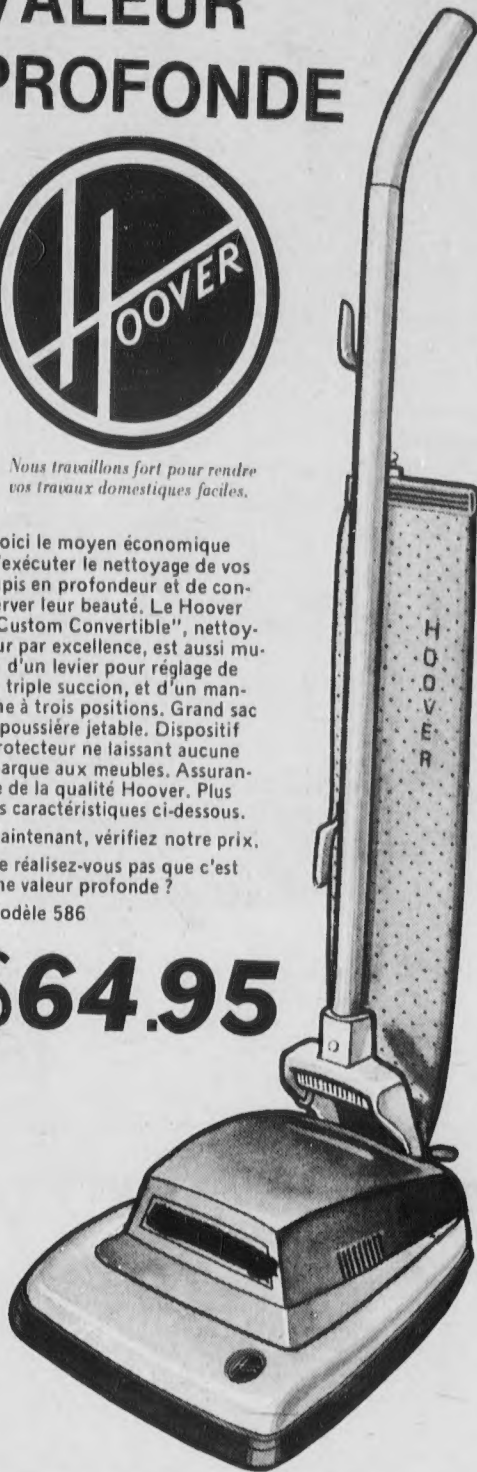 VALEUR
PROFONDE
HOOVER
Nous travaillons fort pour rendre
vos travaux domestiques faciles.
oici le moyen économique
'exécuter le nettoyage de vos
pis en profondeur et de con-
rver leur beauté. Le Hoover
Custom Convertible", nettoy-
ur par excellence, est aussi mu-
d'un levier pour réglage de
triple succion, et d'un man-
he à trois positions. Grand sac
poussiére jetable. Dispositif
rotecteur ne laissant aucune
arque aux meubles. Assuran-
e de la qualité Hoover. Plus
s caractéristiques ci-dessous.
aintenant, vérifiez notre prix.
e réalisez-vous pas que c'est
ne valeur profonde ?
odèle 586
$64.95
HOOVER